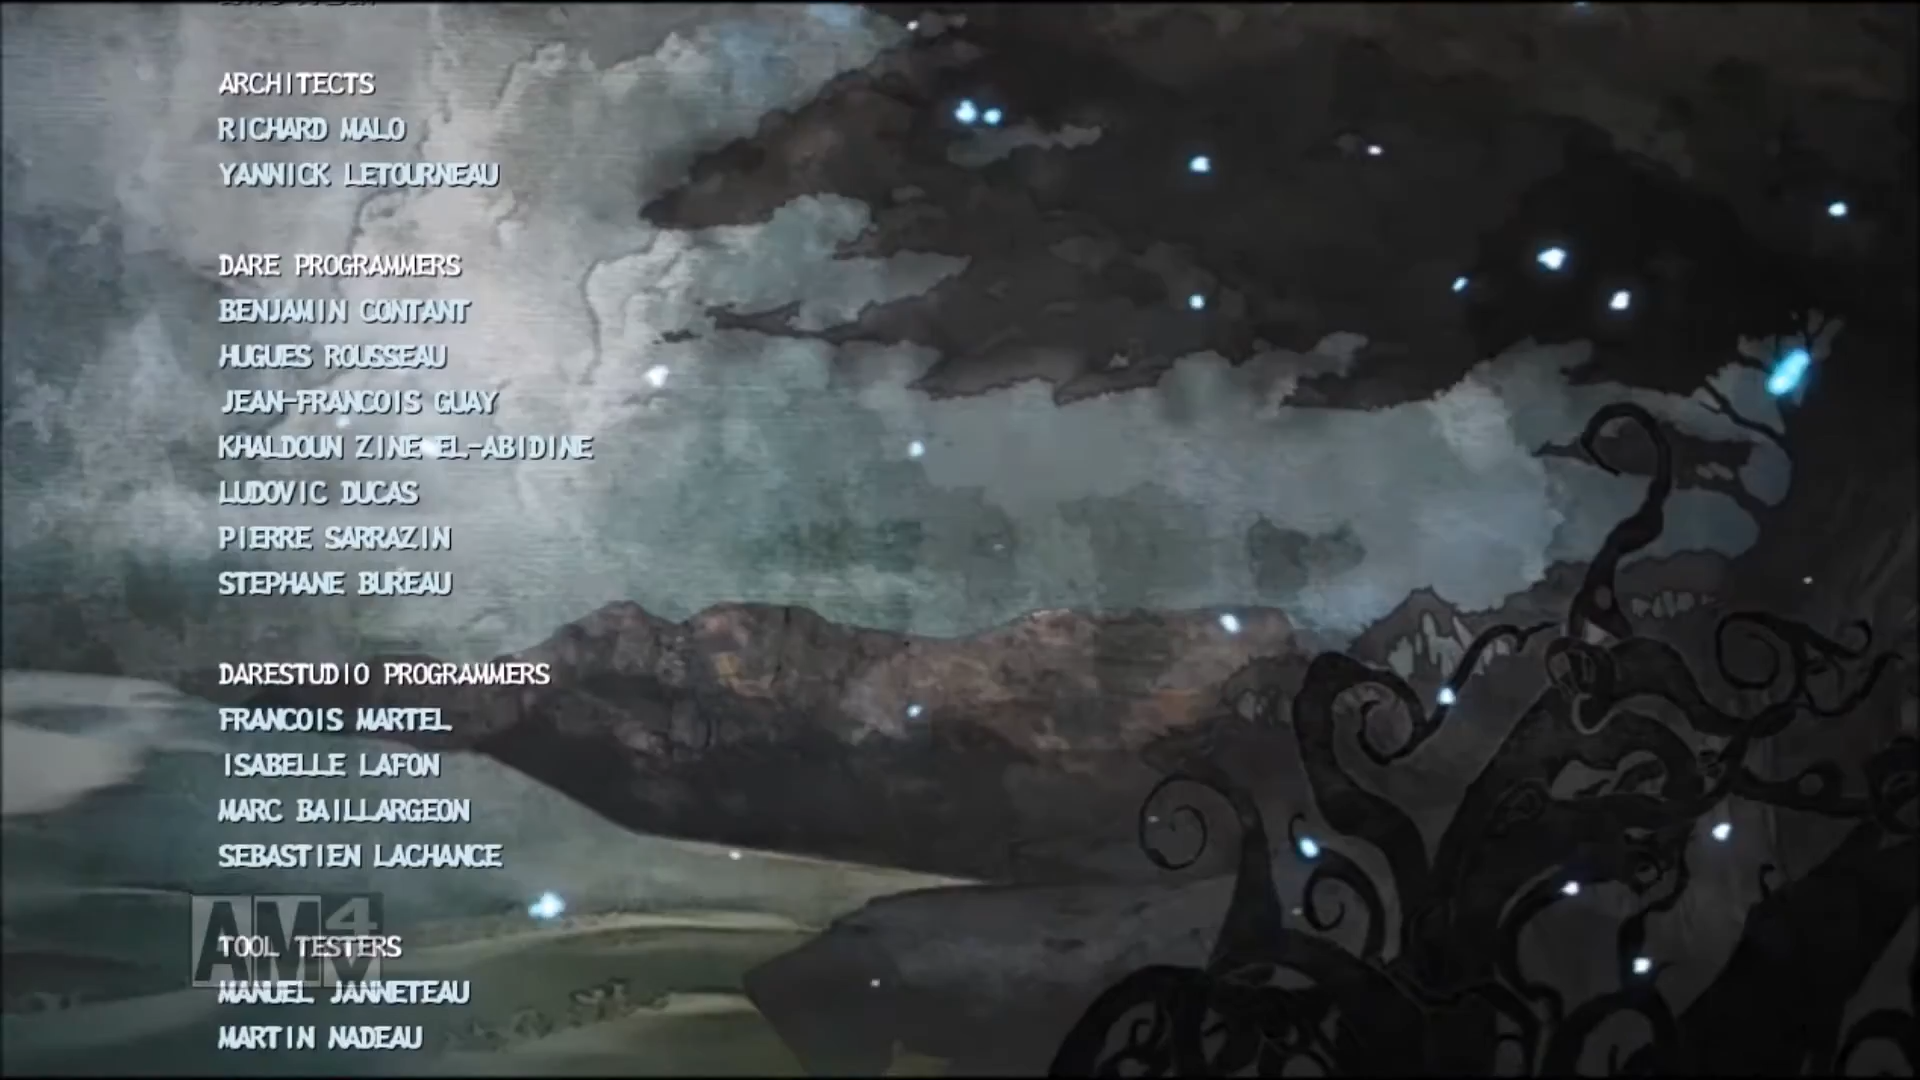 ARCHITECTS
RICHARD MALO
YANNICK LETOURNEAU
DARE PROGRAMMERS
BENJAMIN CONTANT
HUGUES ROUSSEAU
JEAN-FRANCOIS GUAY
KHALDOUN ZINE EL-ABIDINE
LUDOVIC DUCAS
PIERRE SARRAZIN
STEPHANE BUREAU
DARESTUDIO PROGRAMMERS
FRANCOIS MARTEL
ISABELLE LAFON
MARC BAILLARGEON
SEBASTIEN LACHANCE
AM4V
TOOL TESTERS
MANUEL JANNETEAU
MARTIN NADEAU